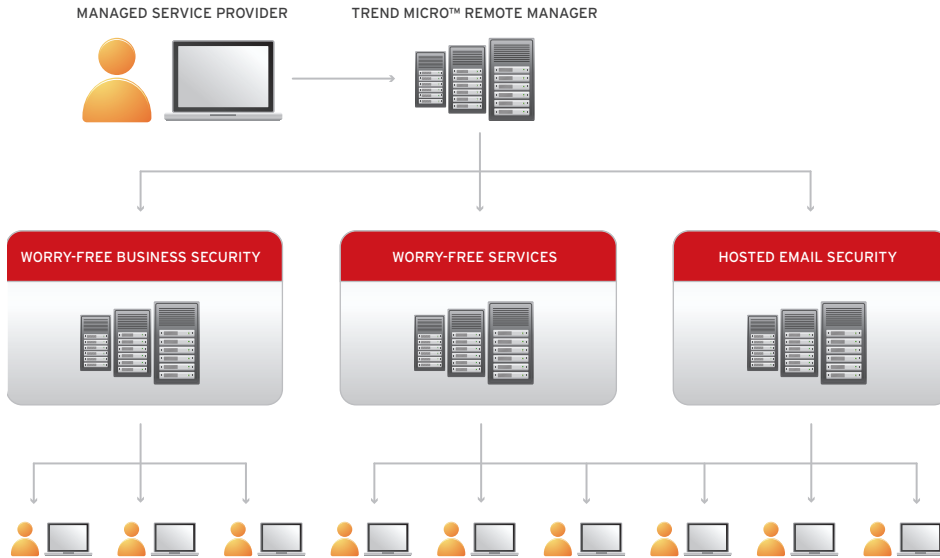 MANAGED SERVICE PROVIDER
TREND MICRO™ REMOTE MANAGER
WORRY-FREE BUSINESS SECURITY
WORRY-FREE SERVICES
HOSTED EMAIL SECURITY